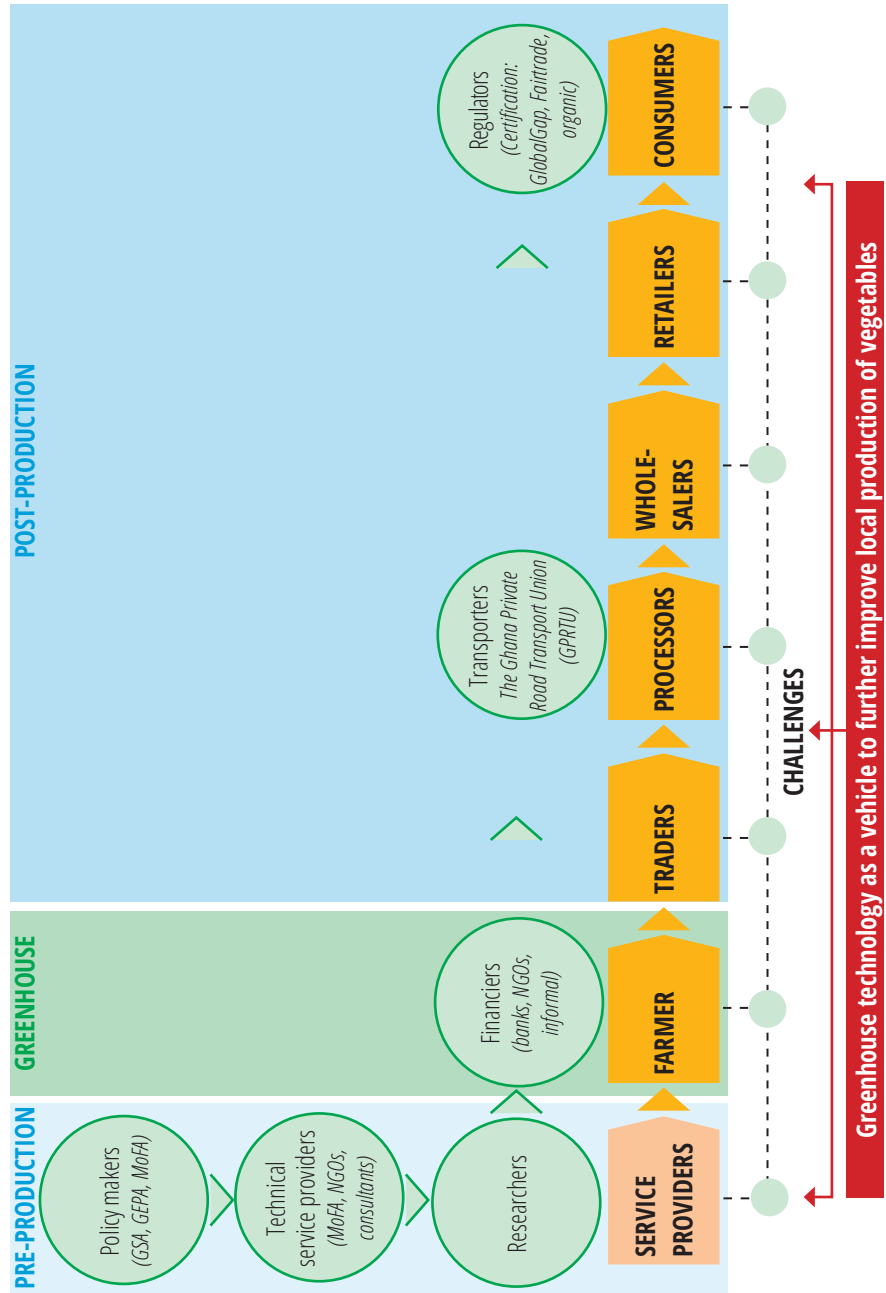 PRE-PRODUCTION
GREENHOUSE
POST-PRODUCTION
Policy makers
(GSA, GEPA, MoFA)
Technical
service providers
(MoFA, NGOs,
consultants)
Researchers
Financiers
(banks, NGOs,
informal)
Transporters
The Ghana Private
Road Transport Union
(GPRTU)
Regulators
(Certification:
GlobalGap, Fairtrade,
organic)
SERVICE
PROVIDERS
FARMER
TRADERS
PROCESSORS
WHOLE-
SALERS
RETAILERS
CONSUMERS
CHALLENGES
Greenhouse technology as a vehicle to further improve local production of vegetables